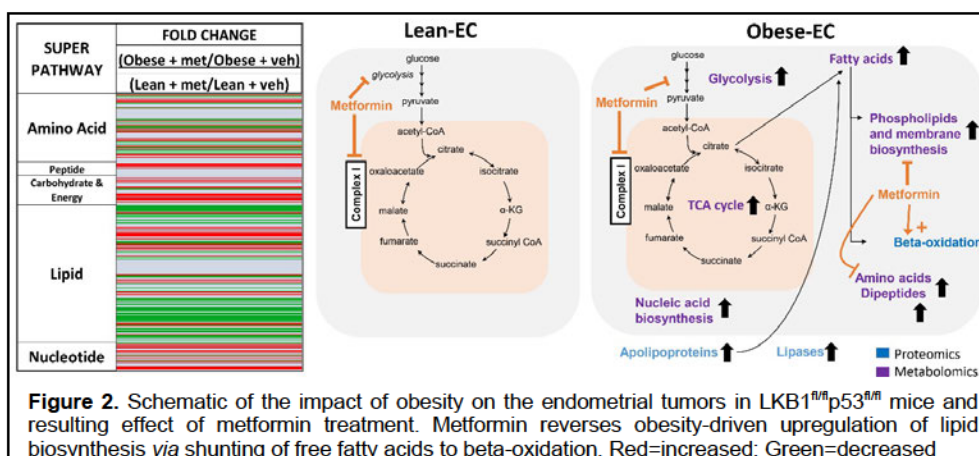 SUPER PATHWAY
FOLD CHANGE
(Obese + met/Obese + veh)
(Lean + met/Lean + veh)
Amino Acid
Peptide
Carbohydrate &
Energy
Lipid
Nucleotide
Lean-EC
glucose
glycolysis
Metformin
pyruvate
acetyl-CoA
citrate
oxaloacetate
isocitrate
Complex I
malate
α-KG
fumarate
succinyl CoA
succinate
Obese-EC
glucose
Glycolysis
Metformin
pyruvate
acetyl-CoA
citrate
oxaloacetate
isocitrate
Complex I
TCA cycle
malate
α-KG
fumarate
succinyl CoA
succinate
Nucleic acid
biosynthesis
Apolipoproteins
Lipases
Fatty acids
Phospholipids
and membrane
biosynthesis
Metformin
+
Beta-oxidation
Amino acids
Dipeptides
Proteomics
Metabolomics
Figure 2. Schematic of the impact of obesity on the endometrial tumors in LKB1fl/flp53fl/fl mice and
resulting effect of metformin treatment. Metformin reverses obesity-driven upregulation of lipid
biosynthesis via shunting of free fatty acids to beta-oxidation. Red=increased; Green=decreased